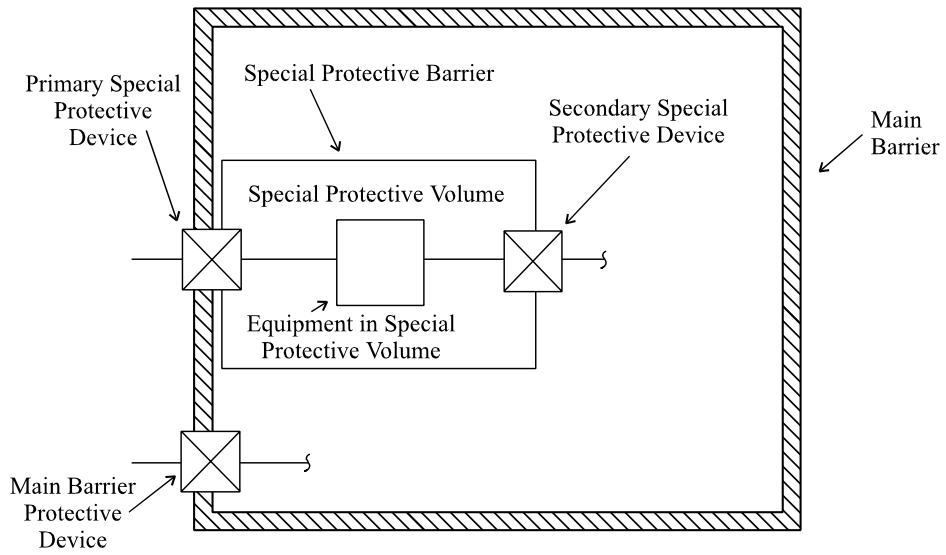 Special Protective Barrier
Primary Special
Protective
Device
Secondary Special
Protective Device
Main
Barrier
Special Protective Volume
Equipment in Special
Protective Volume
Main Barrier
Protective
Device